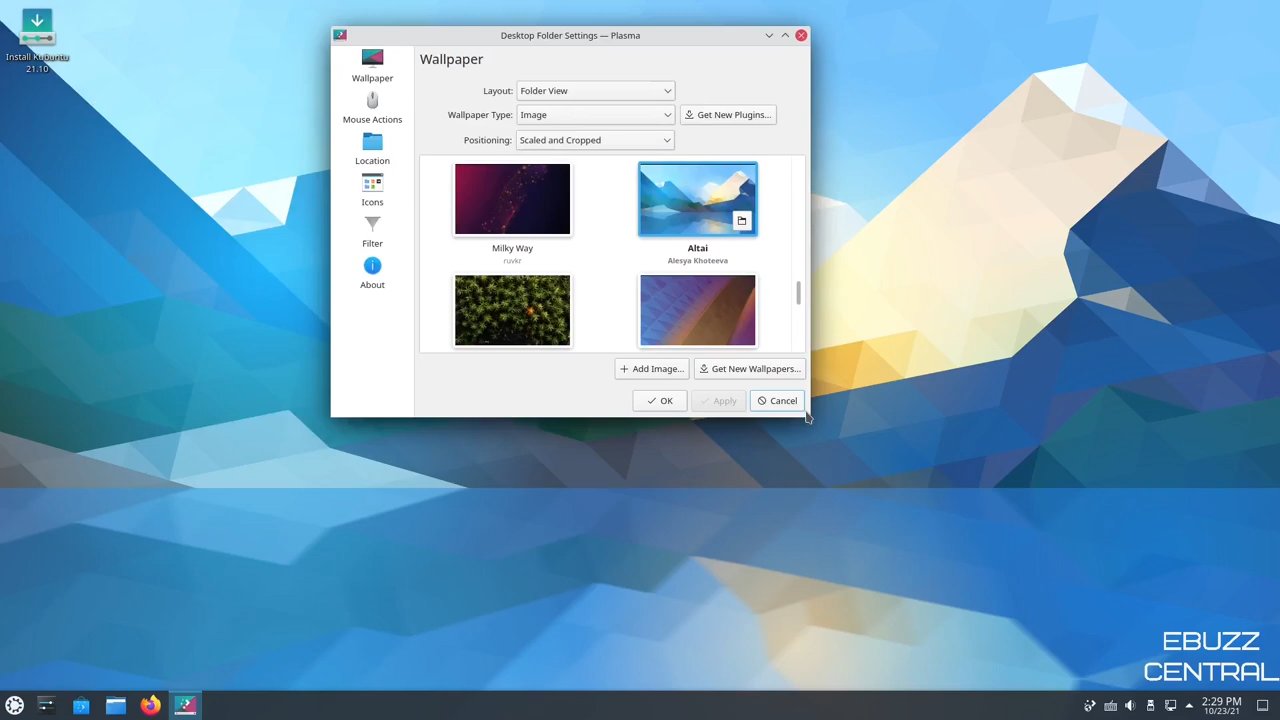 Install Kubuntu
21.10
Desktop Folder Settings — Plasma
Wallpaper
Mouse Actions
Location
Icons
Filter
About
Wallpaper
Layout: Folder View
Wallpaper Type: Image Get New Plugins...
Positioning: Scaled and Cropped
Milky Way
ruvkr
Altai
Alesya Khoteeva
Add Image... Get New Wallpapers...
OK Apply Cancel
EBUZZ
CENTRAL
2:29 PM
10/23/21